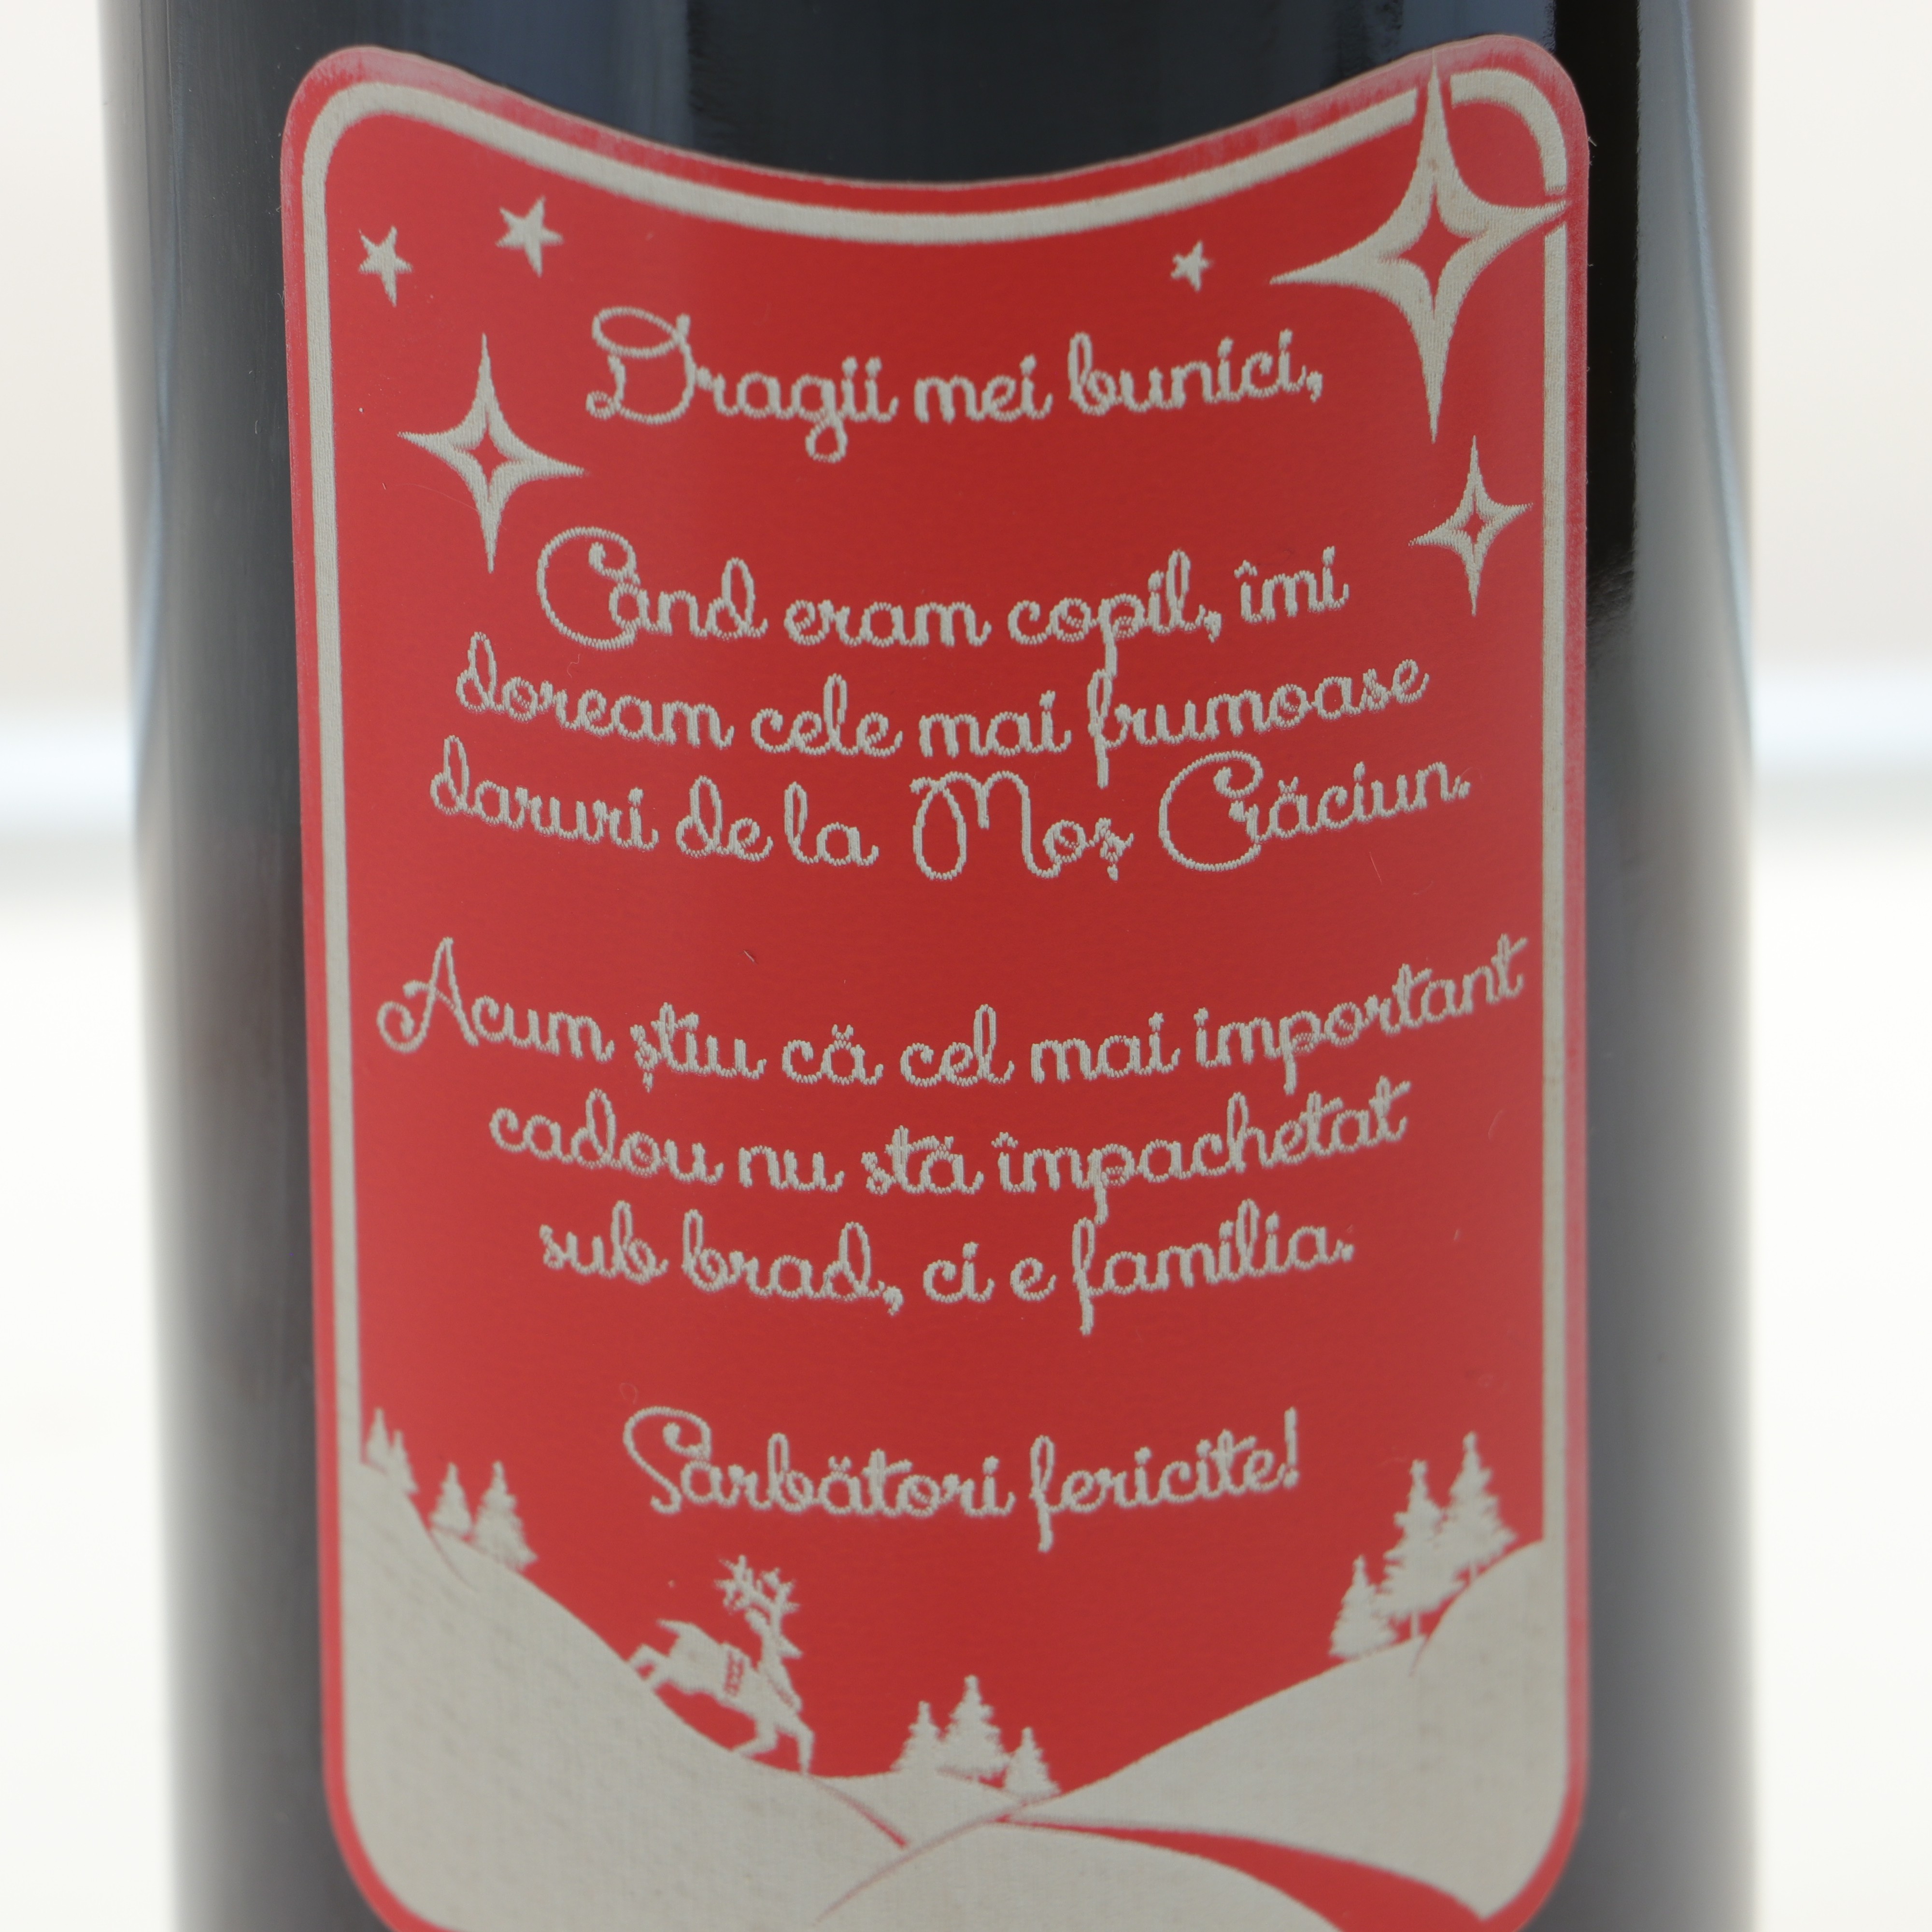 Dragii mei bunici,
Când eram copil, îmi
doream cele mai frumoase
daruri de la Moș Crăciun.
Acum știu că cel mai important
cadou nu stă împachetat
sub brad, ci e familia.
Sărbători fericite!